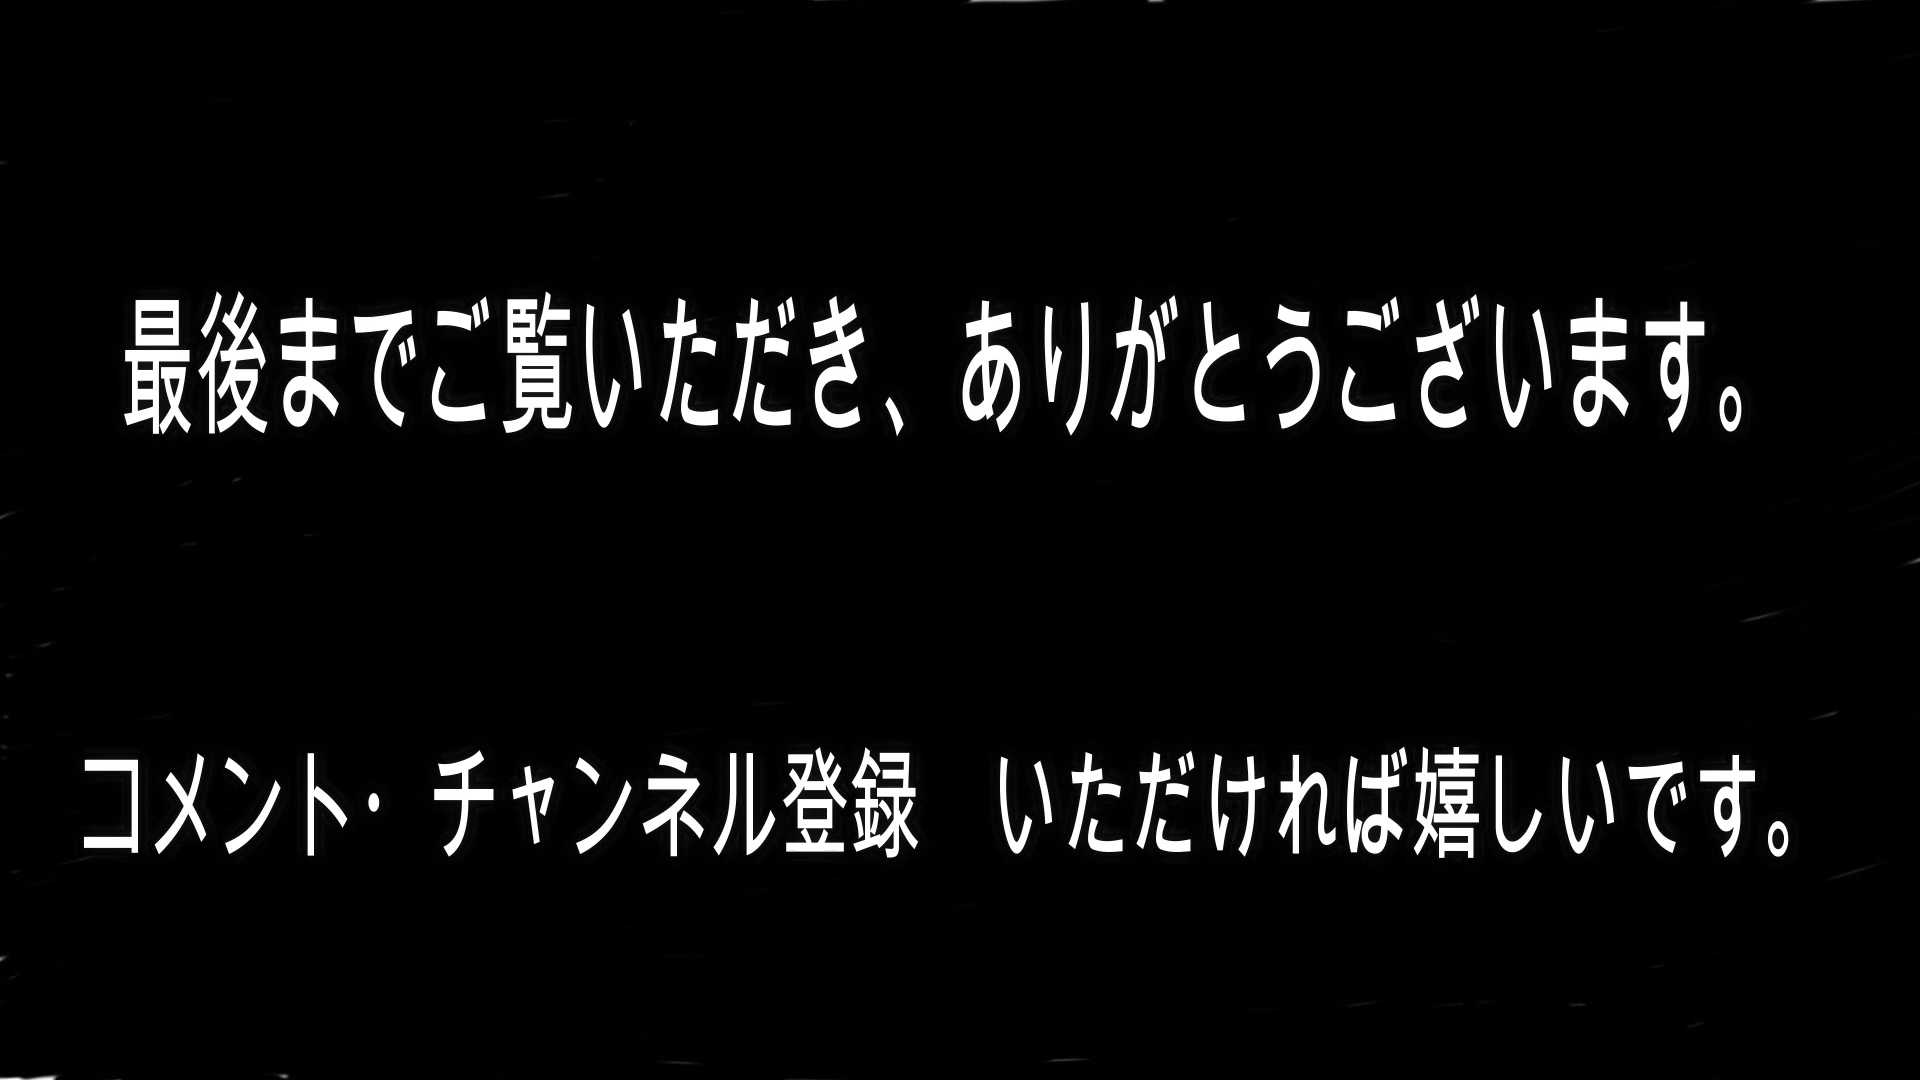 最後までご覧いただき、ありがとうございます。
コメント・チャンネル登録　いただければ嬉しいです。